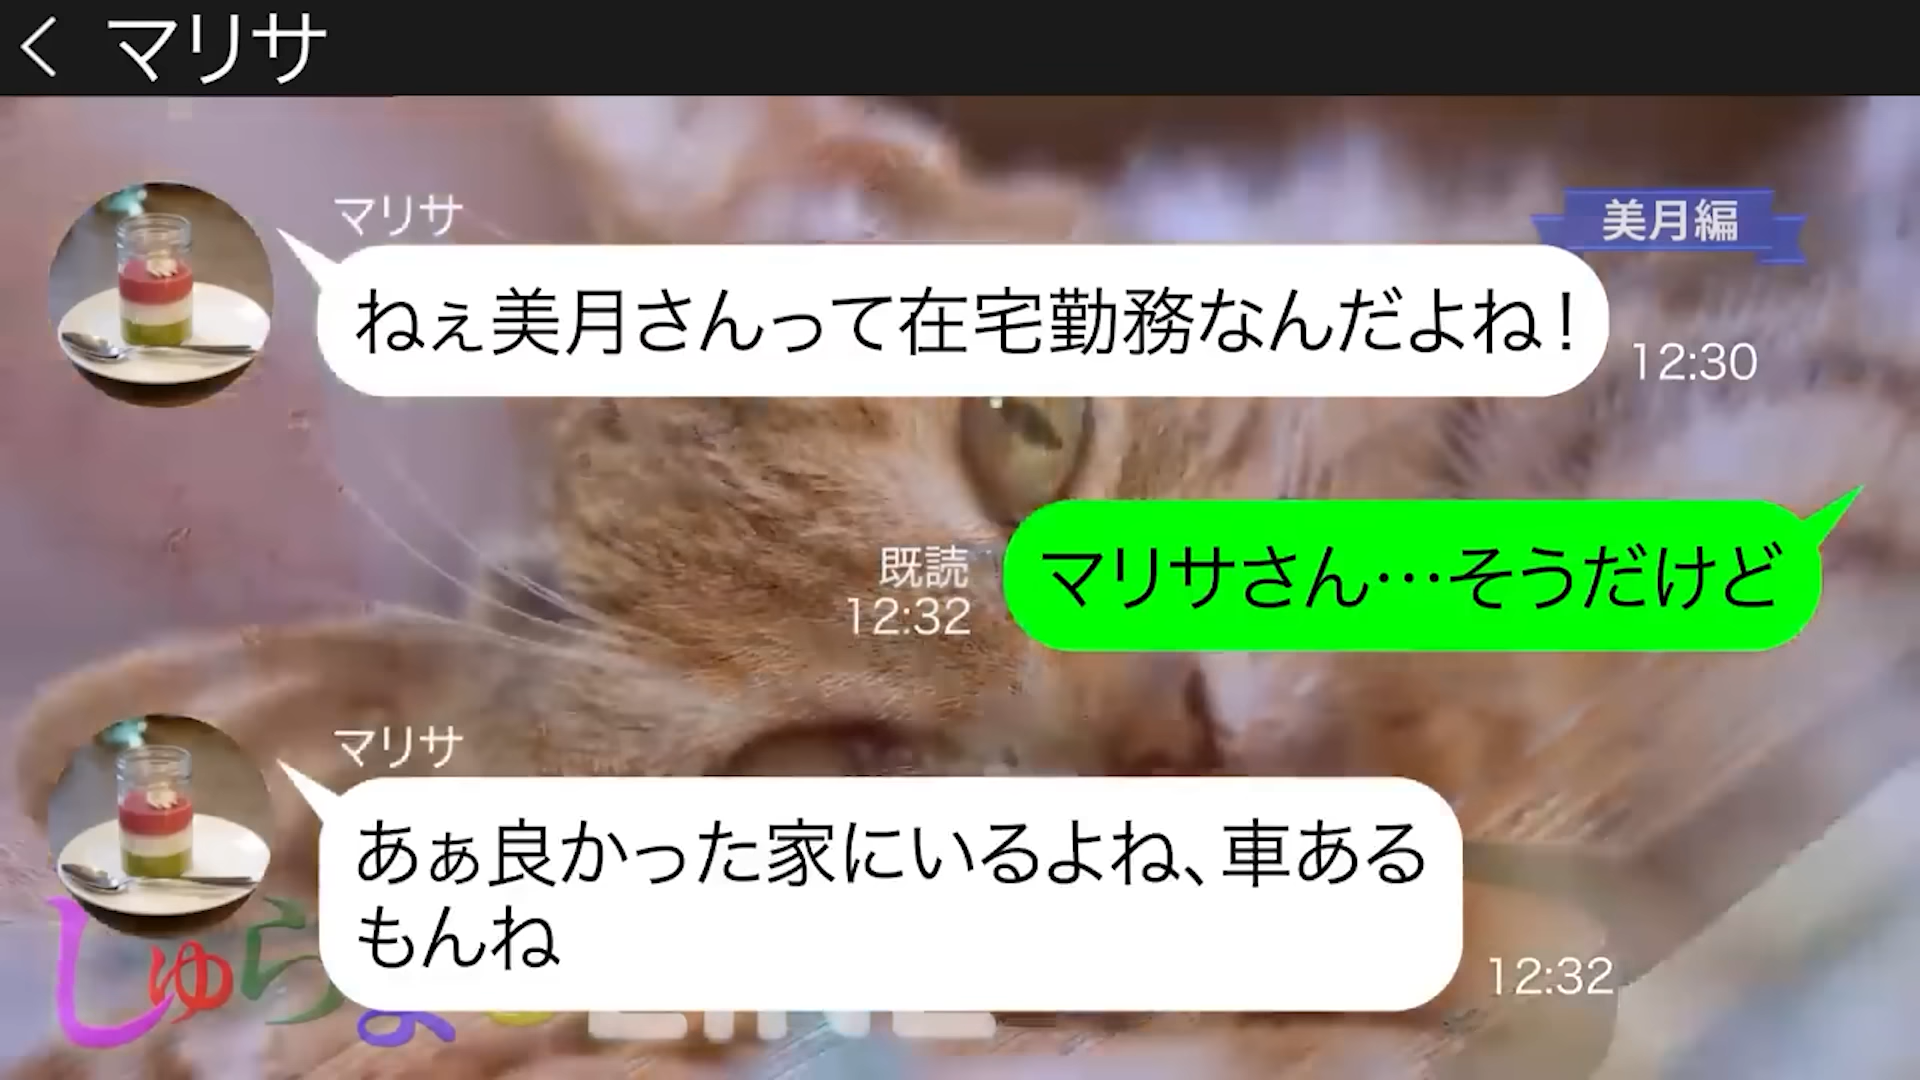 マリサ
マリサ
美月編
ねぇ美月さんって在宅勤務なんだよね!
12:30
マリサさん…そうだけど
既読
12:32
マリサ
あぁ良かった家にいるよね、車ある
もんね
12:32
しゅら